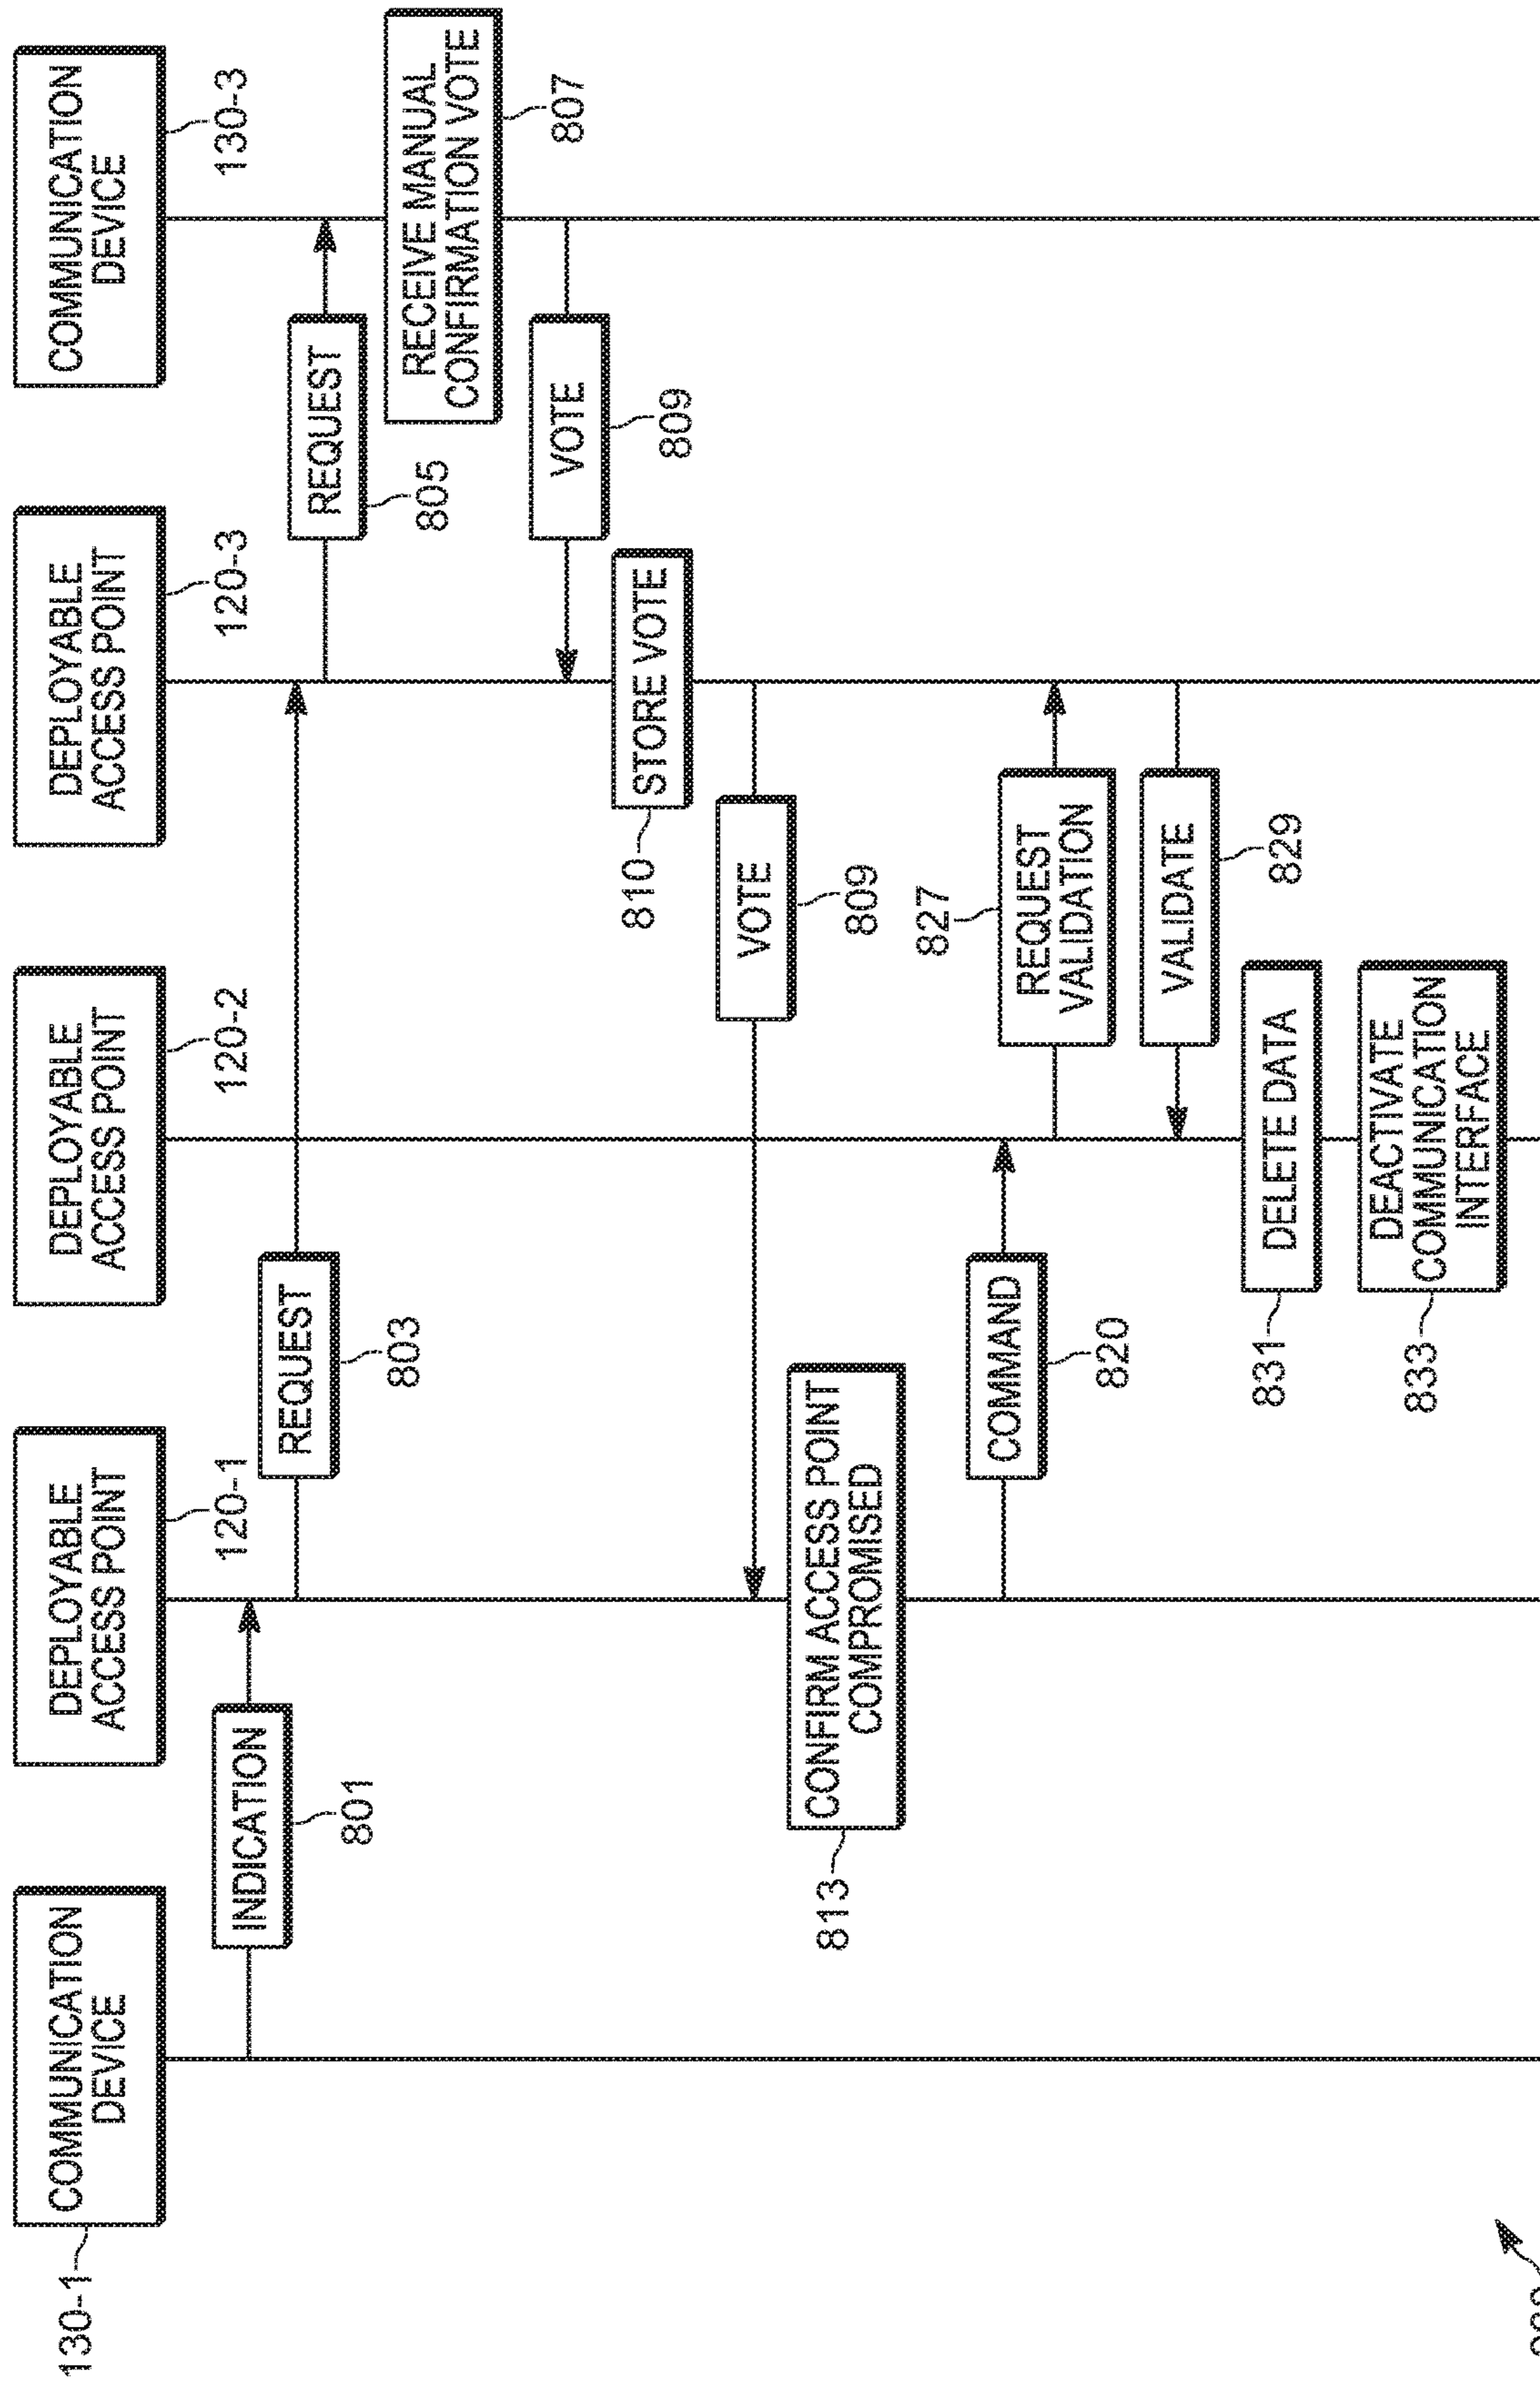 COMMUNICATION
DEVICE
130-1
DEPLOYABLE
ACCESS POINT
120-1
DEPLOYABLE
ACCESS POINT
120-2
DEPLOYABLE
ACCESS POINT
120-3
COMMUNICATION
DEVICE
130-3
INDICATION
801
REQUEST
803
REQUEST
805
RECEIVE MANUAL
CONFIRMATION VOTE
807
VOTE
809
STORE VOTE
810
VOTE
809
CONFIRM ACCESS POINT
COMPROMISED
813
COMMAND
820
REQUEST
VALIDATION
827
VALIDATE
829
DELETE DATA
831
DEACTIVATE
COMMUNICATION
INTERFACE
833